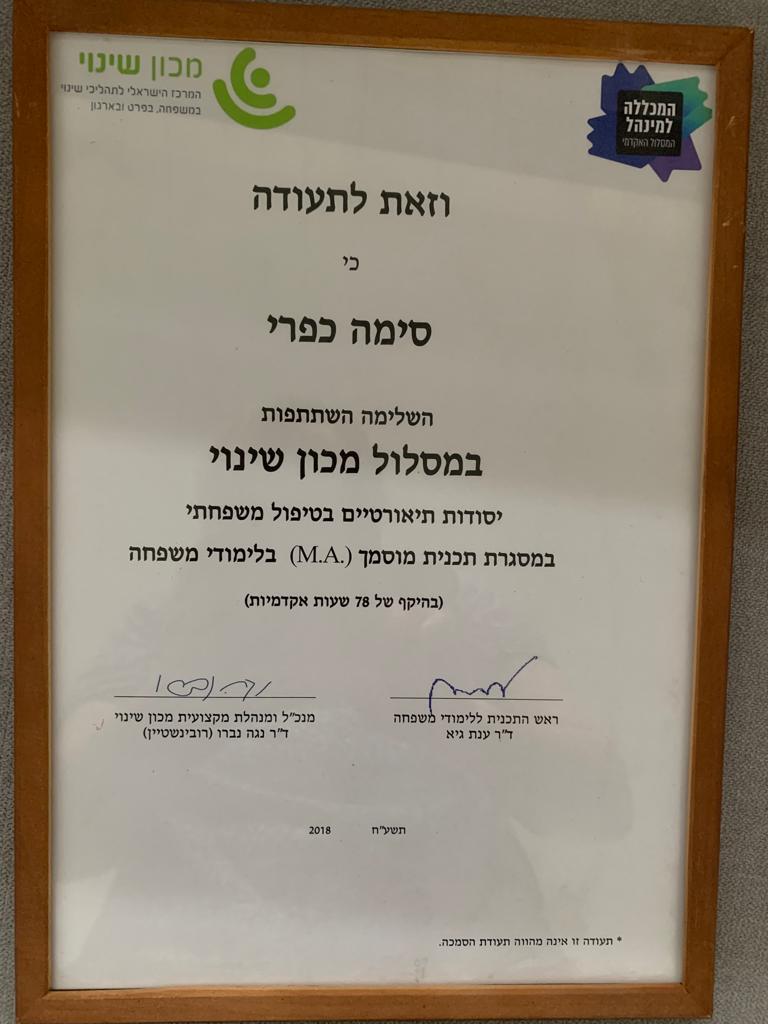 מכון שינוי
המרכז הישראלי לתהליכי שינוי
במשפחה, בפרט ובארגון
המכללה
למינהל
המסלול האקדמי
וזאת לתעודה
כי
סימה כפרי
השלימה השתתפות
במסלול מכון שינוי
יסודות תיאורטיים בטיפול משפחתי
במסגרת תכנית מוסמך (M.A.) בלימודי משפחה
(בהיקף של 78 שעות אקדמיות)
ראש התכנית ללימודי משפחה
ד"ר ענת גיא
מנכ"ל ומנהלת מקצועית מכון שינוי
ד"ר נגה נברו (רובינשטיין)
תשע"ח 2018
* תעודה זו אינה מהווה תעודת הסמכה.